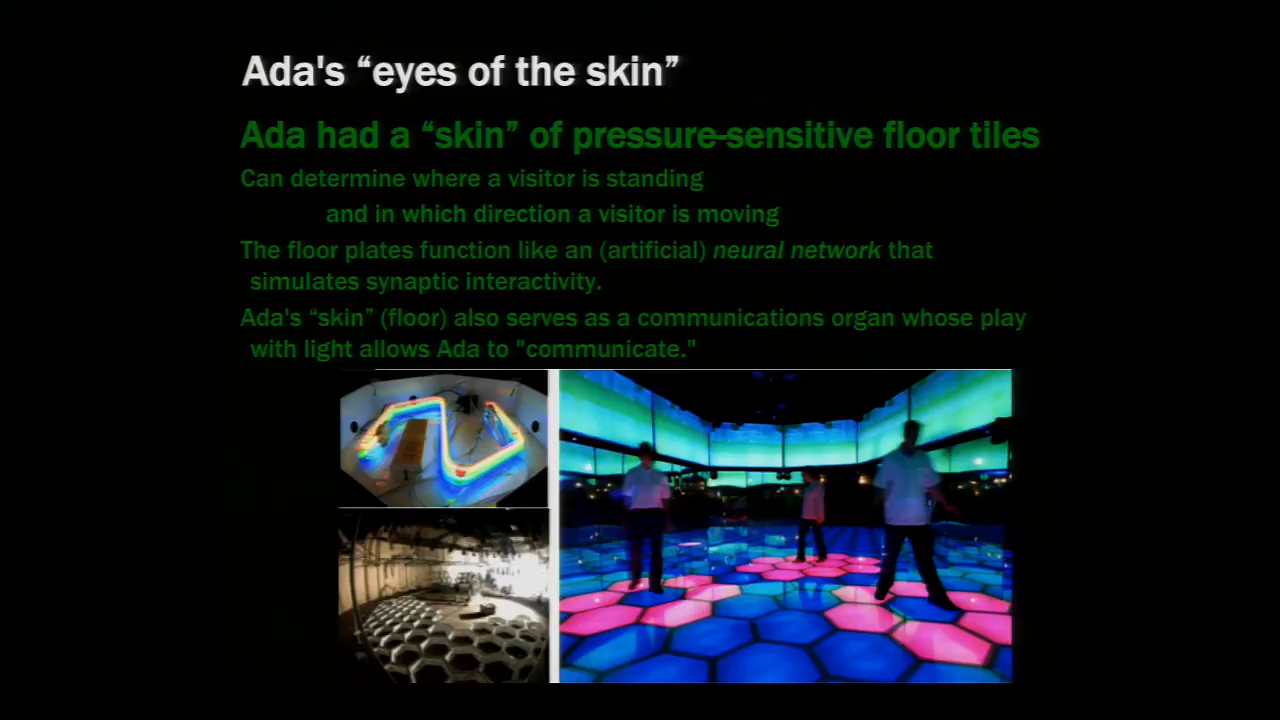 Ada's “eyes of the skin”
Ada had a “skin” of pressure-sensitive floor tiles
Can determine where a visitor is standing
and in which direction a visitor is moving
The floor plates function like an (artificial) neural network that
simulates synaptic interactivity.
Ada's “skin” (floor) also serves as a communications organ whose play
with light allows Ada to "communicate."